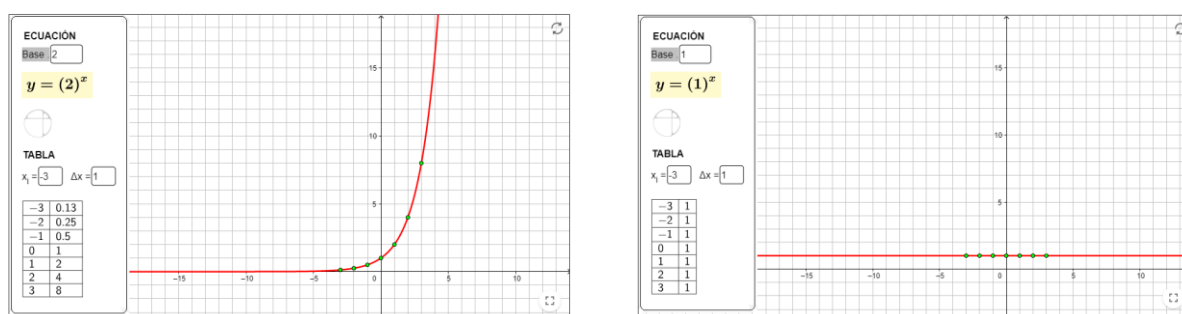 ECUACIÓN
Base 2
y = (2)^x
TABLA
x₁ = -3 Δx = 1
−3 0.13
−2 0.25
−1 0.5
0 1
1 2
2 4
3 8
15
10
5
−15 −10 −5 0 5 10
ECUACIÓN
Base 1
y = (1)^x
TABLA
x₁ = -3 Δx = 1
−3 1
−2 1
−1 1
0 1
1 1
2 1
3 1
15
10
5
−15 −10 −5 0 5 10